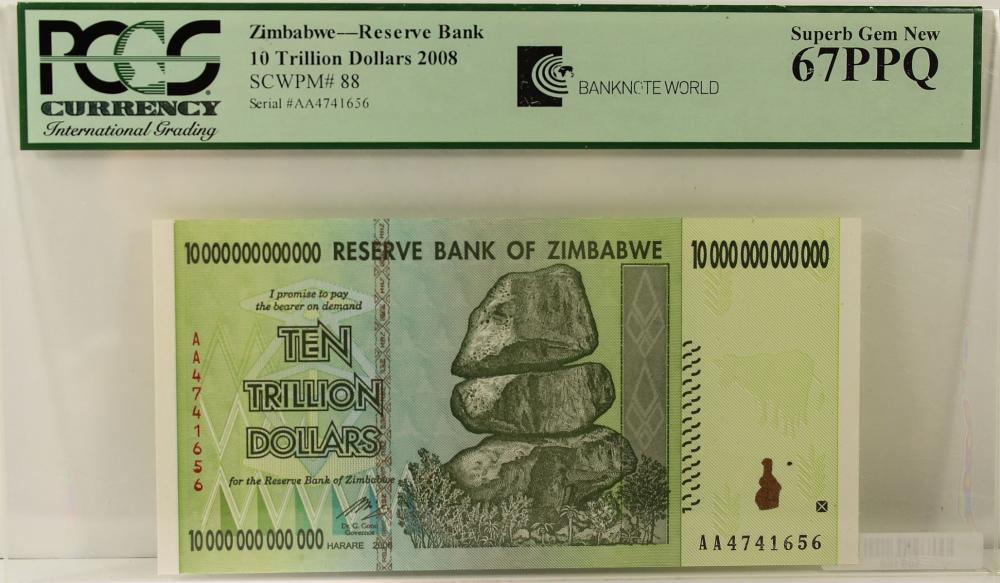 PCGS
CURRENCY
International Grading
Zimbabwe—Reserve Bank
10 Trillion Dollars 2008
SCWPM# 88
Serial #AA4741656
BANKNOTE WORLD
Superb Gem New
67PPQ
10000000000000 RESERVE BANK OF ZIMBABWE 10 000 000 000 000
I promise to pay
the bearer on demand
TEN
TRILLION
DOLLARS
AA4741656
for the Reserve Bank of Zimbabwe
Dr. G. Gono
Governor
10 000 000 000 000 HARARE 2008
AA4741656